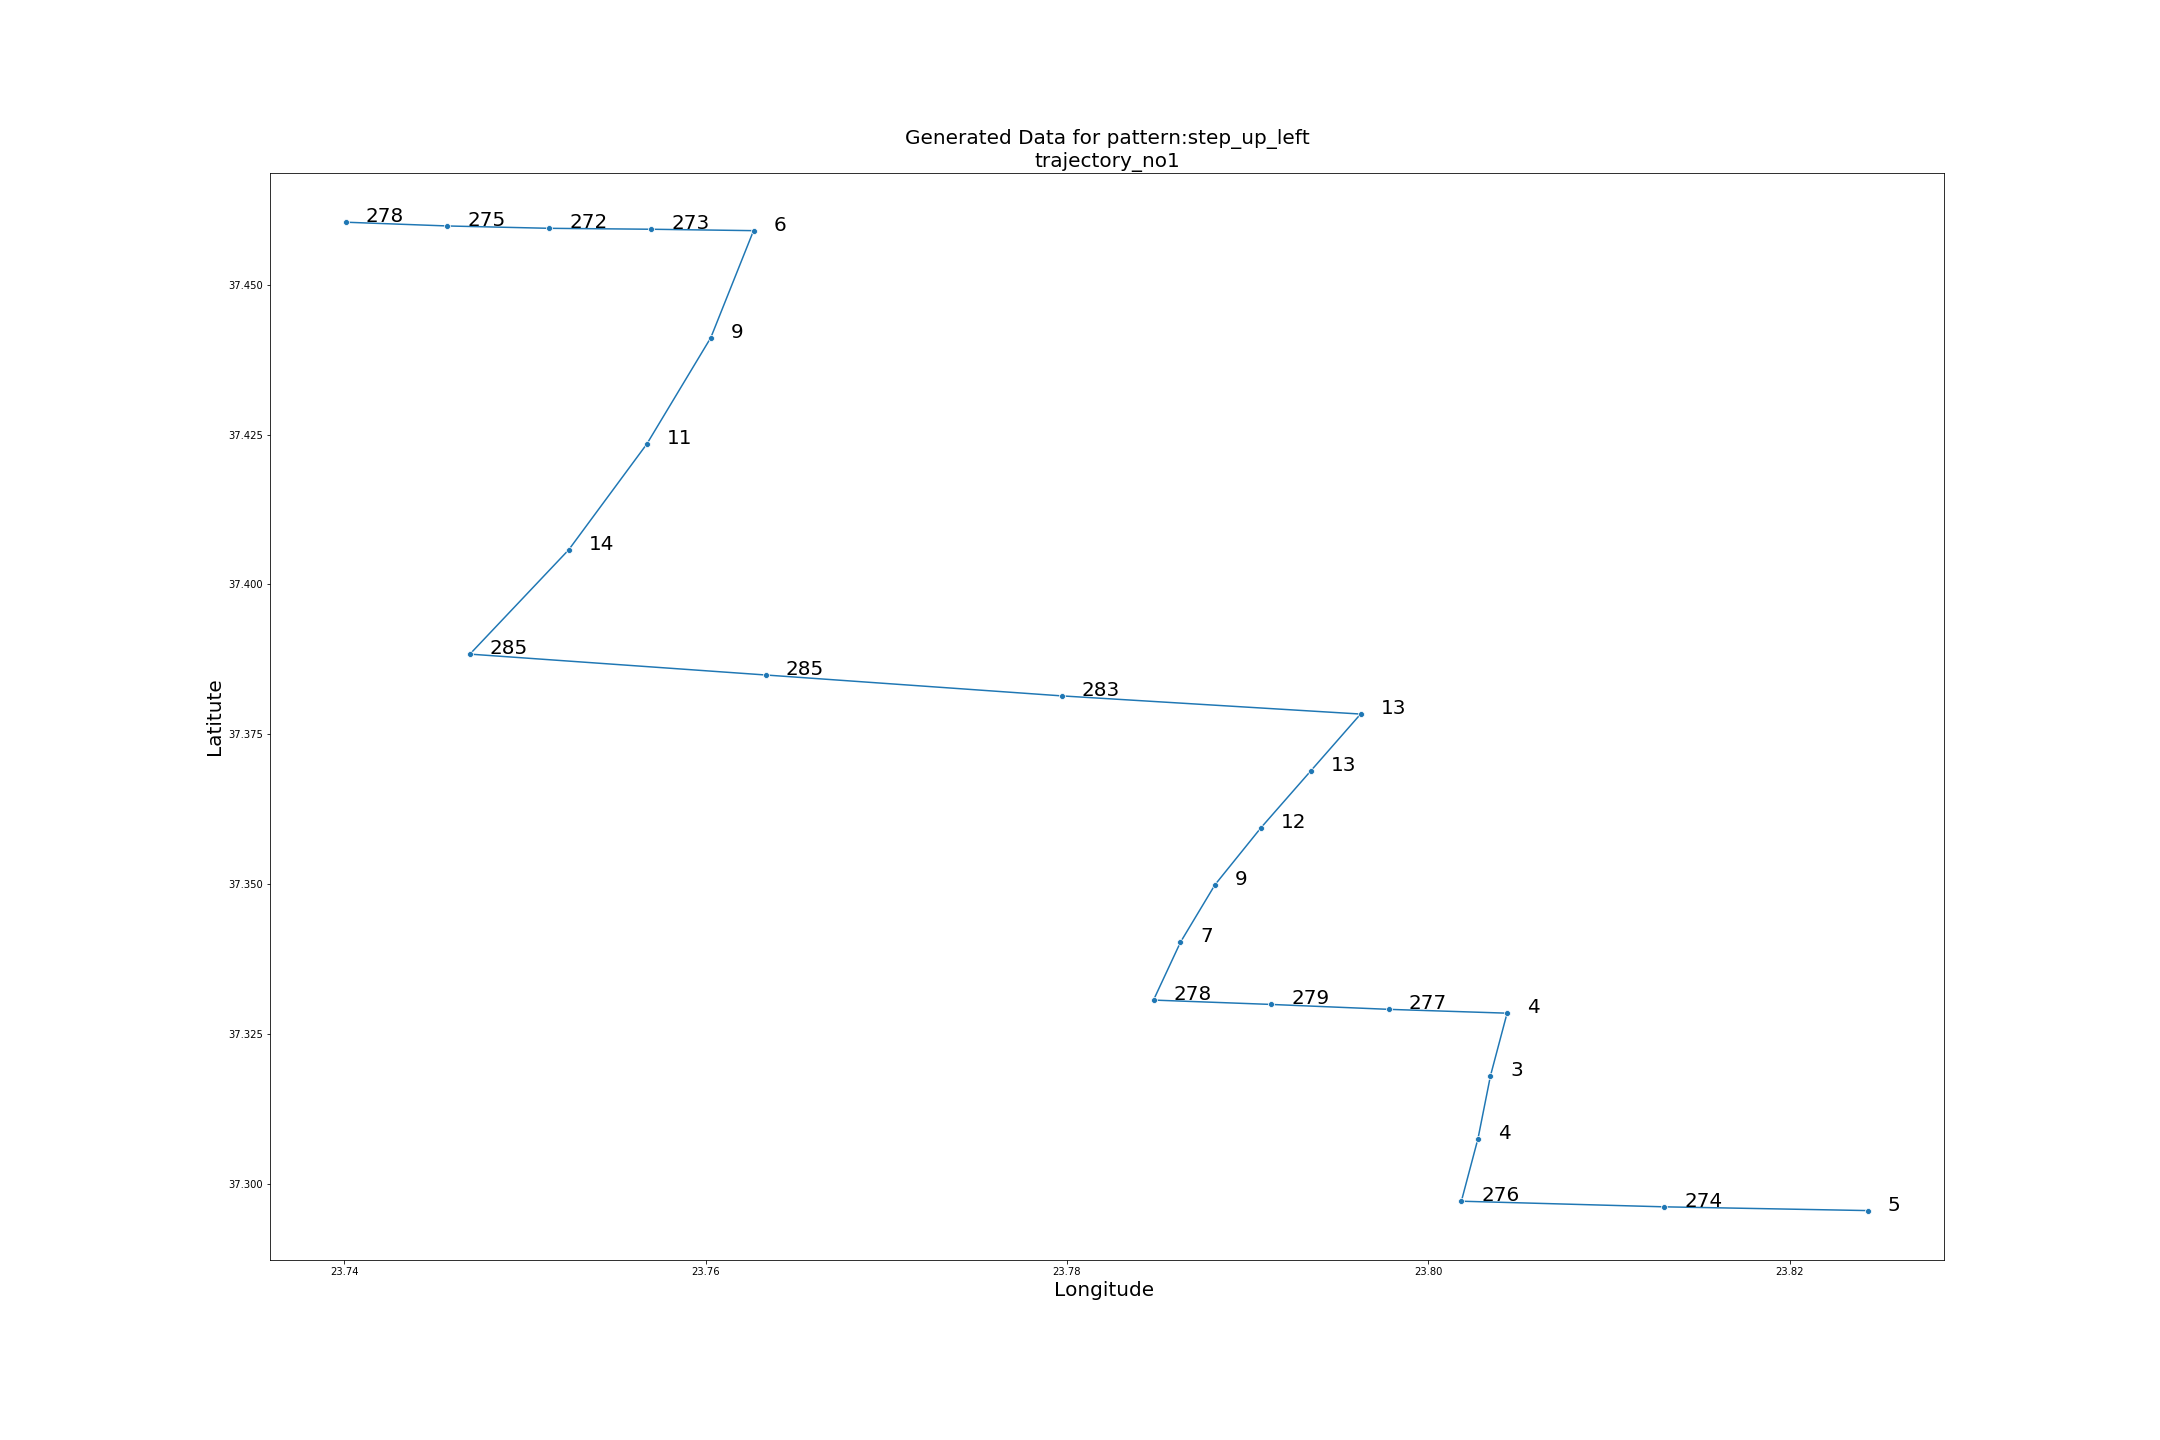 Generated Data for pattern:step_up_left
trajectory_no1
278 275 272 273 6
37.450
9
37.425
11
14
37.400
285
285
283
13
Latitute
37.375
13
12
37.350
9
7
278 279 277 4
37.325
3
4
37.300
276 274 5
23.74 23.76 23.78 23.80 23.82
Longitude